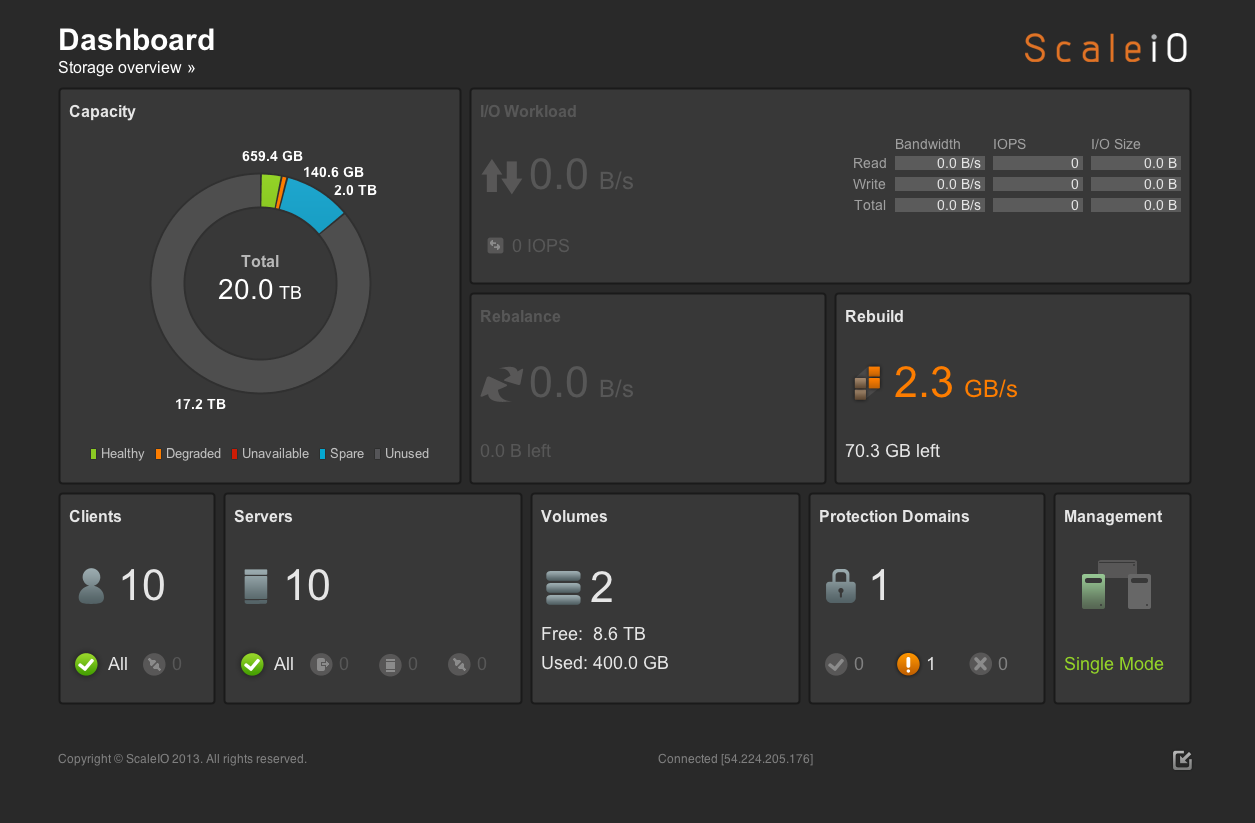 Dashboard
Storage overview »
ScaleiO
Capacity
659.4 GB
140.6 GB
2.0 TB
Total
20.0 TB
17.2 TB
Healthy Degraded Unavailable Spare Unused
I/O Workload
0.0 B/s
0 IOPS
Bandwidth IOPS I/O Size
Read 0.0 B/s 0 0.0 B
Write 0.0 B/s 0 0.0 B
Total 0.0 B/s 0 0.0 B
Rebalance
0.0 B/s
0.0 B left
Rebuild
2.3 GB/s
70.3 GB left
Clients
10
All 0
Servers
10
All 0 0 0
Volumes
2
Free: 8.6 TB
Used: 400.0 GB
Protection Domains
1
0 1 0
Management
Single Mode
Copyright © ScaleIO 2013. All rights reserved.
Connected [54.224.205.176]